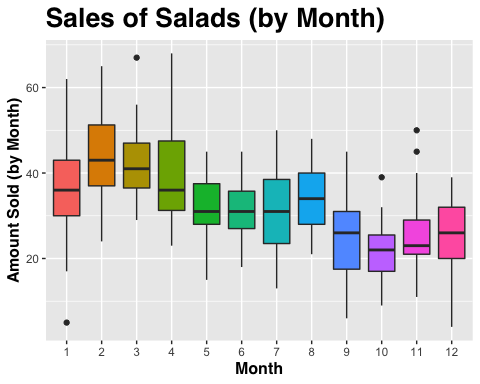 Sales of Salads (by Month)
Amount Sold (by Month)
60
40
20
1 2 3 4 5 6 7 8 9 10 11 12
Month